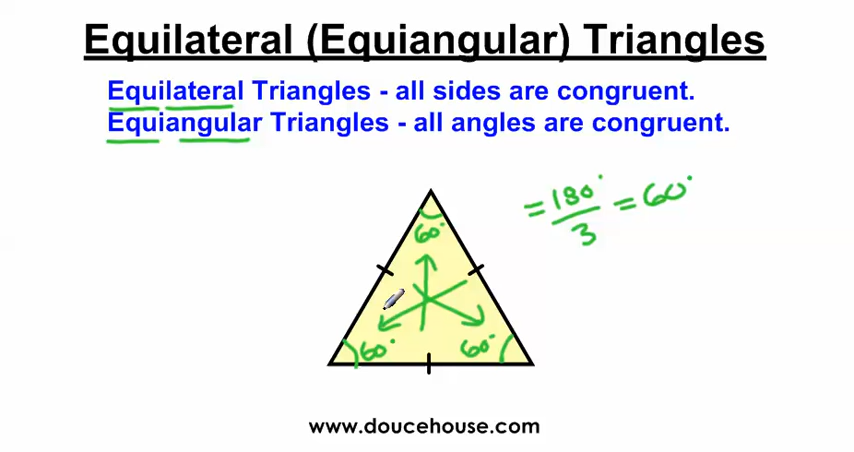 Equilateral (Equiangular) Triangles
Equilateral Triangles - all sides are congruent.
Equiangular Triangles - all angles are congruent.
= 180° / 3 = 60°
60°
60° 60°
www.doucehouse.com